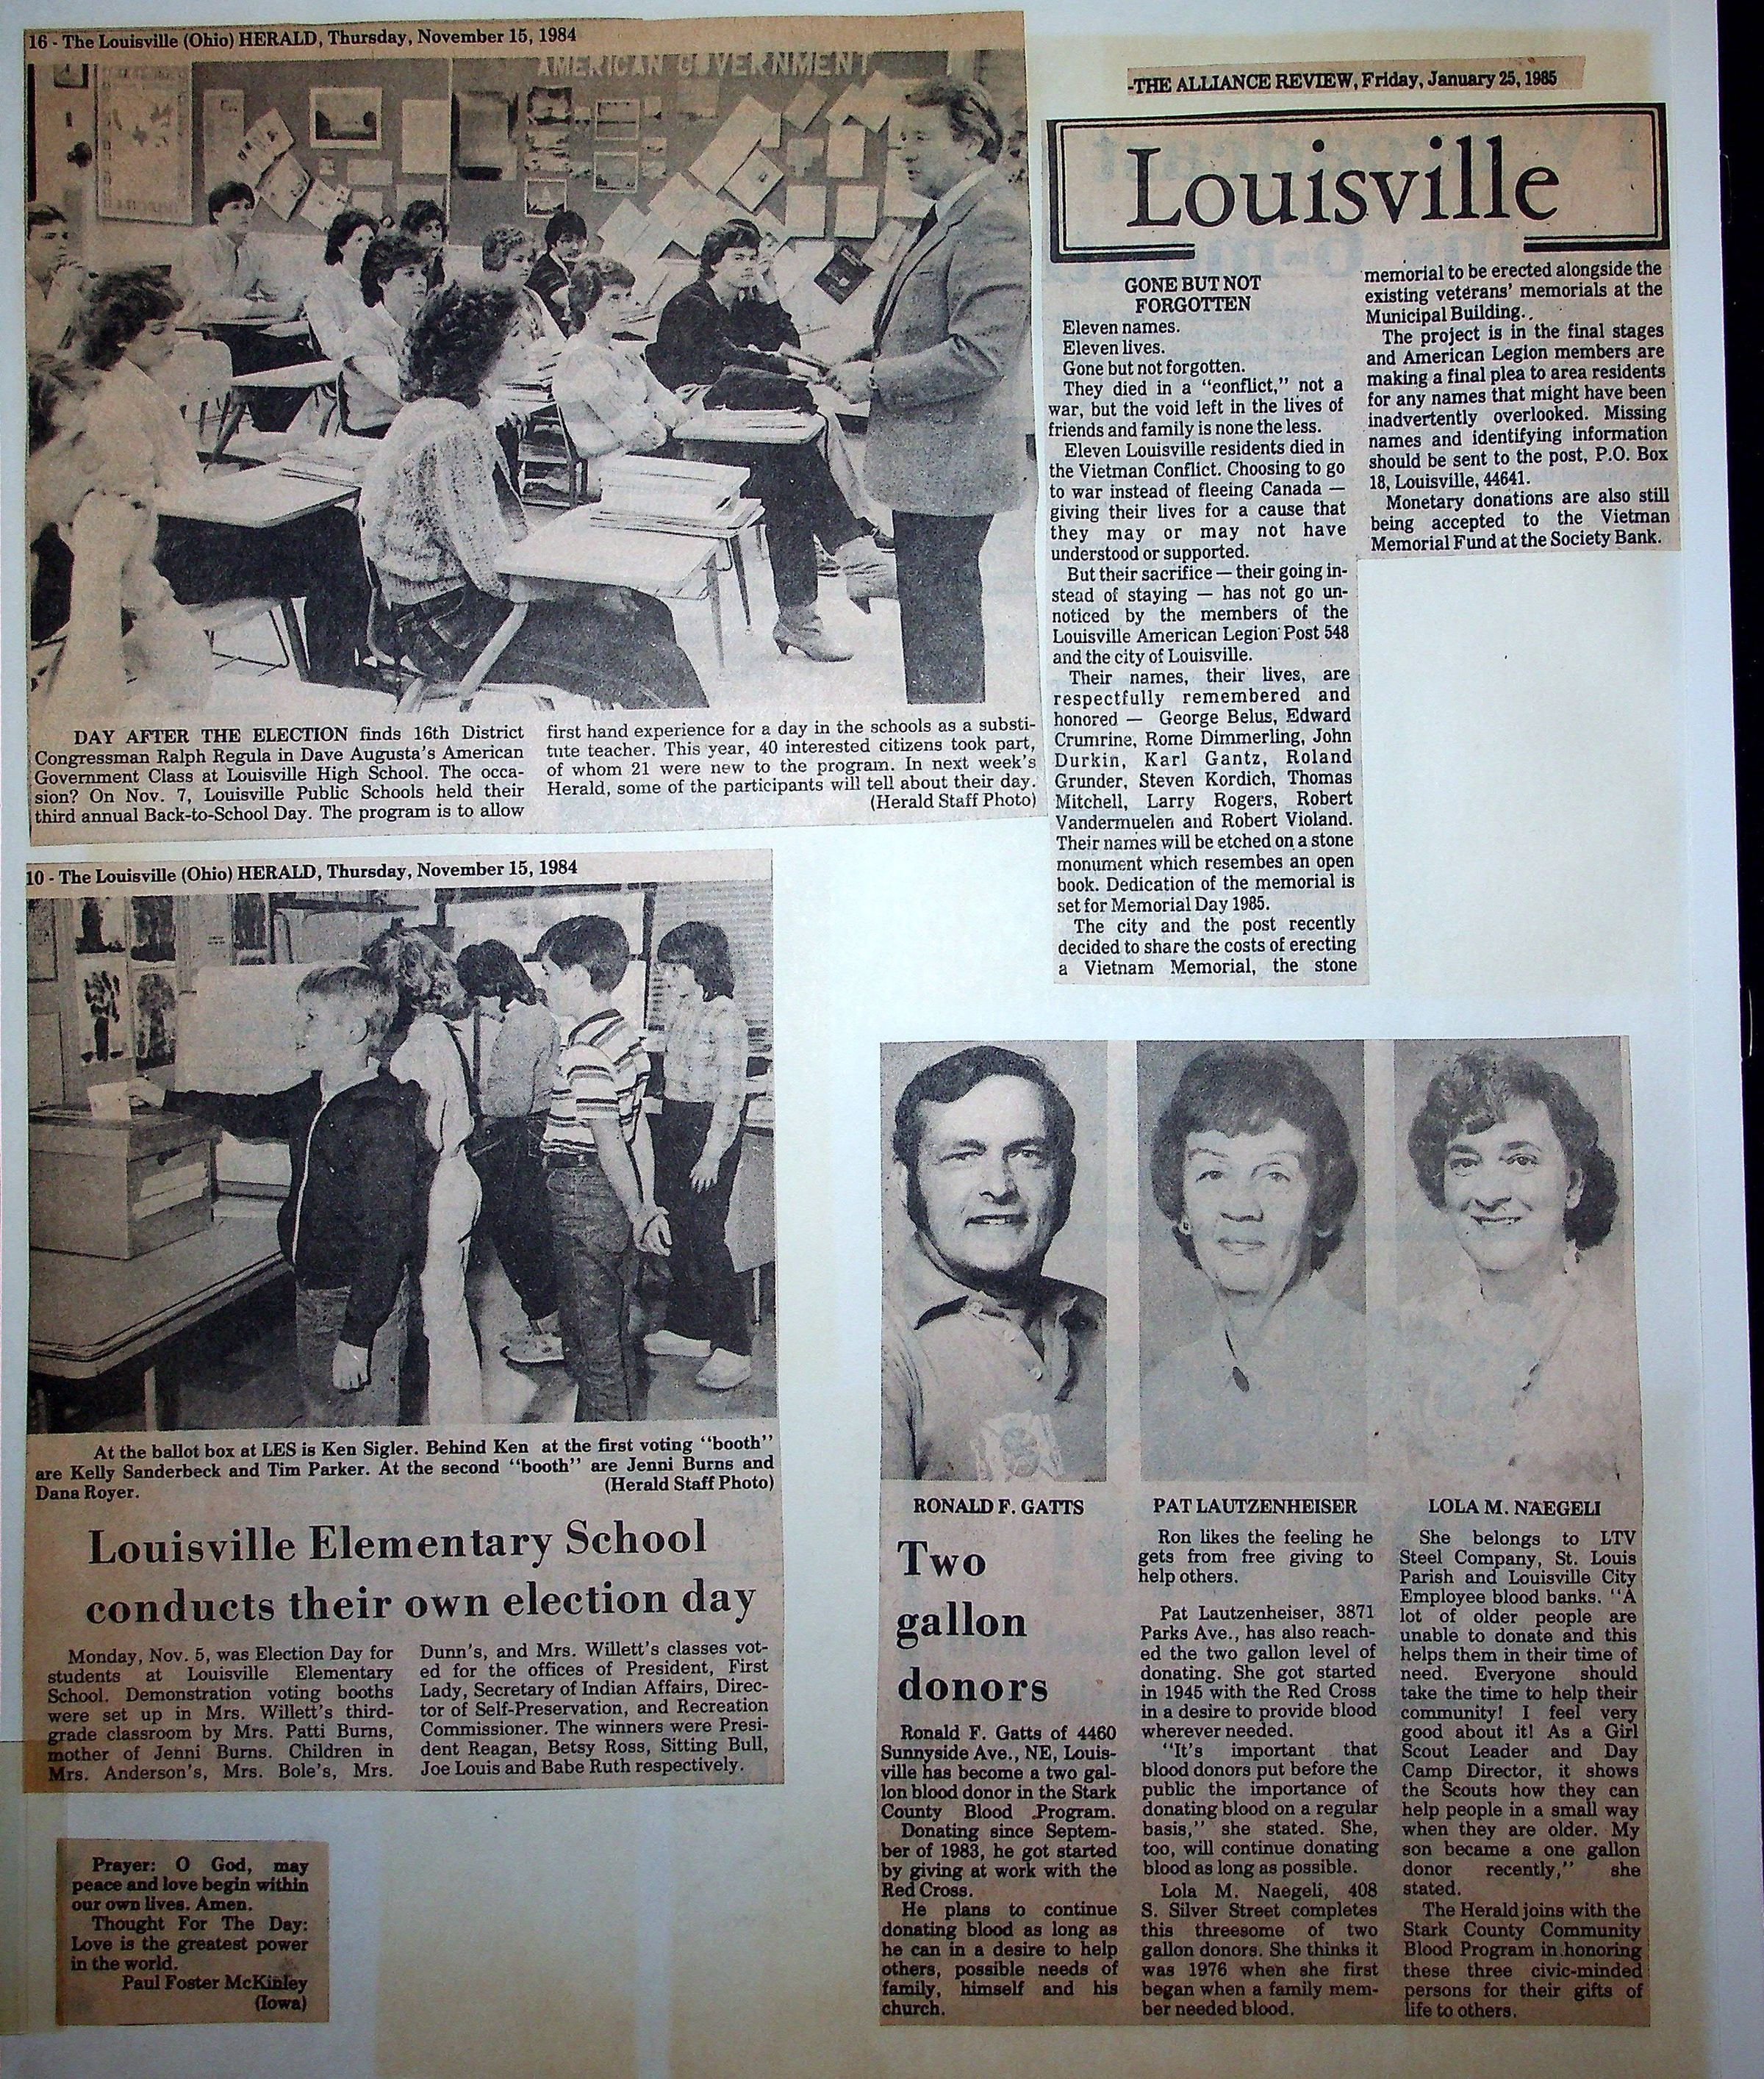 16 - The Louisville (Ohio) HERALD, Thursday, November 15, 1984
AMERICAN GOVERNMENT
DAY AFTER THE ELECTION finds 16th District
Congressman Ralph Regula in Dave Augusta's American
Government Class at Louisville High School. The occa-
sion? On Nov. 7, Louisville Public Schools held their
third annual Back-to-School Day. The program is to allow
first hand experience for a day in the schools as a substi-
tute teacher. This year, 40 interested citizens took part,
of whom 21 were new to the program. In next week's
Herald, some of the participants will tell about their day.
(Herald Staff Photo)
10 - The Louisville (Ohio) HERALD, Thursday, November 15, 1984
At the ballot box at LES is Ken Sigler. Behind Ken at the first voting "booth"
are Kelly Sanderbeck and Tim Parker. At the second "booth" are Jenni Burns and
Dana Royer. (Herald Staff Photo)
Louisville Elementary School
conducts their own election day
Monday, Nov. 5, was Election Day for
students at Louisville Elementary
School. Demonstration voting booths
were set up in Mrs. Willett's third-
grade classroom by Mrs. Patti Burns,
mother of Jenni Burns. Children in
Mrs. Anderson's, Mrs. Bole's, Mrs.
Dunn's, and Mrs. Willett's classes vot-
ed for the offices of President, First
Lady, Secretary of Indian Affairs, Direc-
tor of Self-Preservation, and Recreation
Commissioner. The winners were Presi-
dent Reagan, Betsy Ross, Sitting Bull,
Joe Louis and Babe Ruth respectively.
Prayer: O God, may
peace and love begin within
our own lives. Amen.
Thought For The Day:
Love is the greatest power
in the world.
Paul Foster McKinley
(Iowa)
-THE ALLIANCE REVIEW, Friday, January 25, 1985
Louisville
GONE BUT NOT
FORGOTTEN
Eleven names.
Eleven lives.
Gone but not forgotten.
They died in a "conflict," not a
war, but the void left in the lives of
friends and family is none the less.
Eleven Louisville residents died in
the Vietman Conflict. Choosing to go
to war instead of fleeing Canada —
giving their lives for a cause that
they may or may not have
understood or supported.
But their sacrifice — their going in-
stead of staying — has not go un-
noticed by the members of the
Louisville American Legion Post 548
and the city of Louisville.
Their names, their lives, are
respectfully remembered and
honored — George Belus, Edward
Crumrine, Rome Dimmerling, John
Durkin, Karl Gantz, Roland
Grunder, Steven Kordich, Thomas
Mitchell, Larry Rogers, Robert
Vandermuelen and Robert Violand.
Their names will be etched on a stone
monument which resembes an open
book. Dedication of the memorial is
set for Memorial Day 1985.
The city and the post recently
decided to share the costs of erecting
a Vietnam Memorial, the stone
memorial to be erected alongside the
existing veterans' memorials at the
Municipal Building.
The project is in the final stages
and American Legion members are
making a final plea to area residents
for any names that might have been
inadvertently overlooked. Missing
names and identifying information
should be sent to the post, P.O. Box
18, Louisville, 44641.
Monetary donations are also still
being accepted to the Vietman
Memorial Fund at the Society Bank.
RONALD F. GATTS
PAT LAUTZENHEISER
LOLA M. NAEGELI
Two
gallon
donors
Ronald F. Gatts of 4460
Sunnyside Ave., NE, Louis-
ville has become a two gal-
lon blood donor in the Stark
County Blood Program.
Donating since Septem-
ber of 1983, he got started
by giving at work with the
Red Cross.
He plans to continue
donating blood as long as
he can in a desire to help
others, possible needs of
family, himself and his
church.
Ron likes the feeling he
gets from free giving to
help others.
Pat Lautzenheiser, 3871
Parks Ave., has also reach-
ed the two gallon level of
donating. She got started
in 1945 with the Red Cross
in a desire to provide blood
wherever needed.
"It's important that
blood donors put before the
public the importance of
donating blood on a regular
basis," she stated. She,
too, will continue donating
blood as long as possible.
Lola M. Naegeli, 408
S. Silver Street completes
this threesome of two
gallon donors. She thinks it
was 1976 when she first
began when a family mem-
ber needed blood.
She belongs to LTV
Steel Company, St. Louis
Parish and Louisville City
Employee blood banks. "A
lot of older people are
unable to donate and this
helps them in their time of
need. Everyone should
take the time to help their
community! I feel very
good about it! As a Girl
Scout Leader and Day
Camp Director, it shows
the Scouts how they can
help people in a small way
when they are older. My
son became a one gallon
donor recently," she
stated.
The Herald joins with the
Stark County Community
Blood Program in honoring
these three civic-minded
persons for their gifts of
life to others.